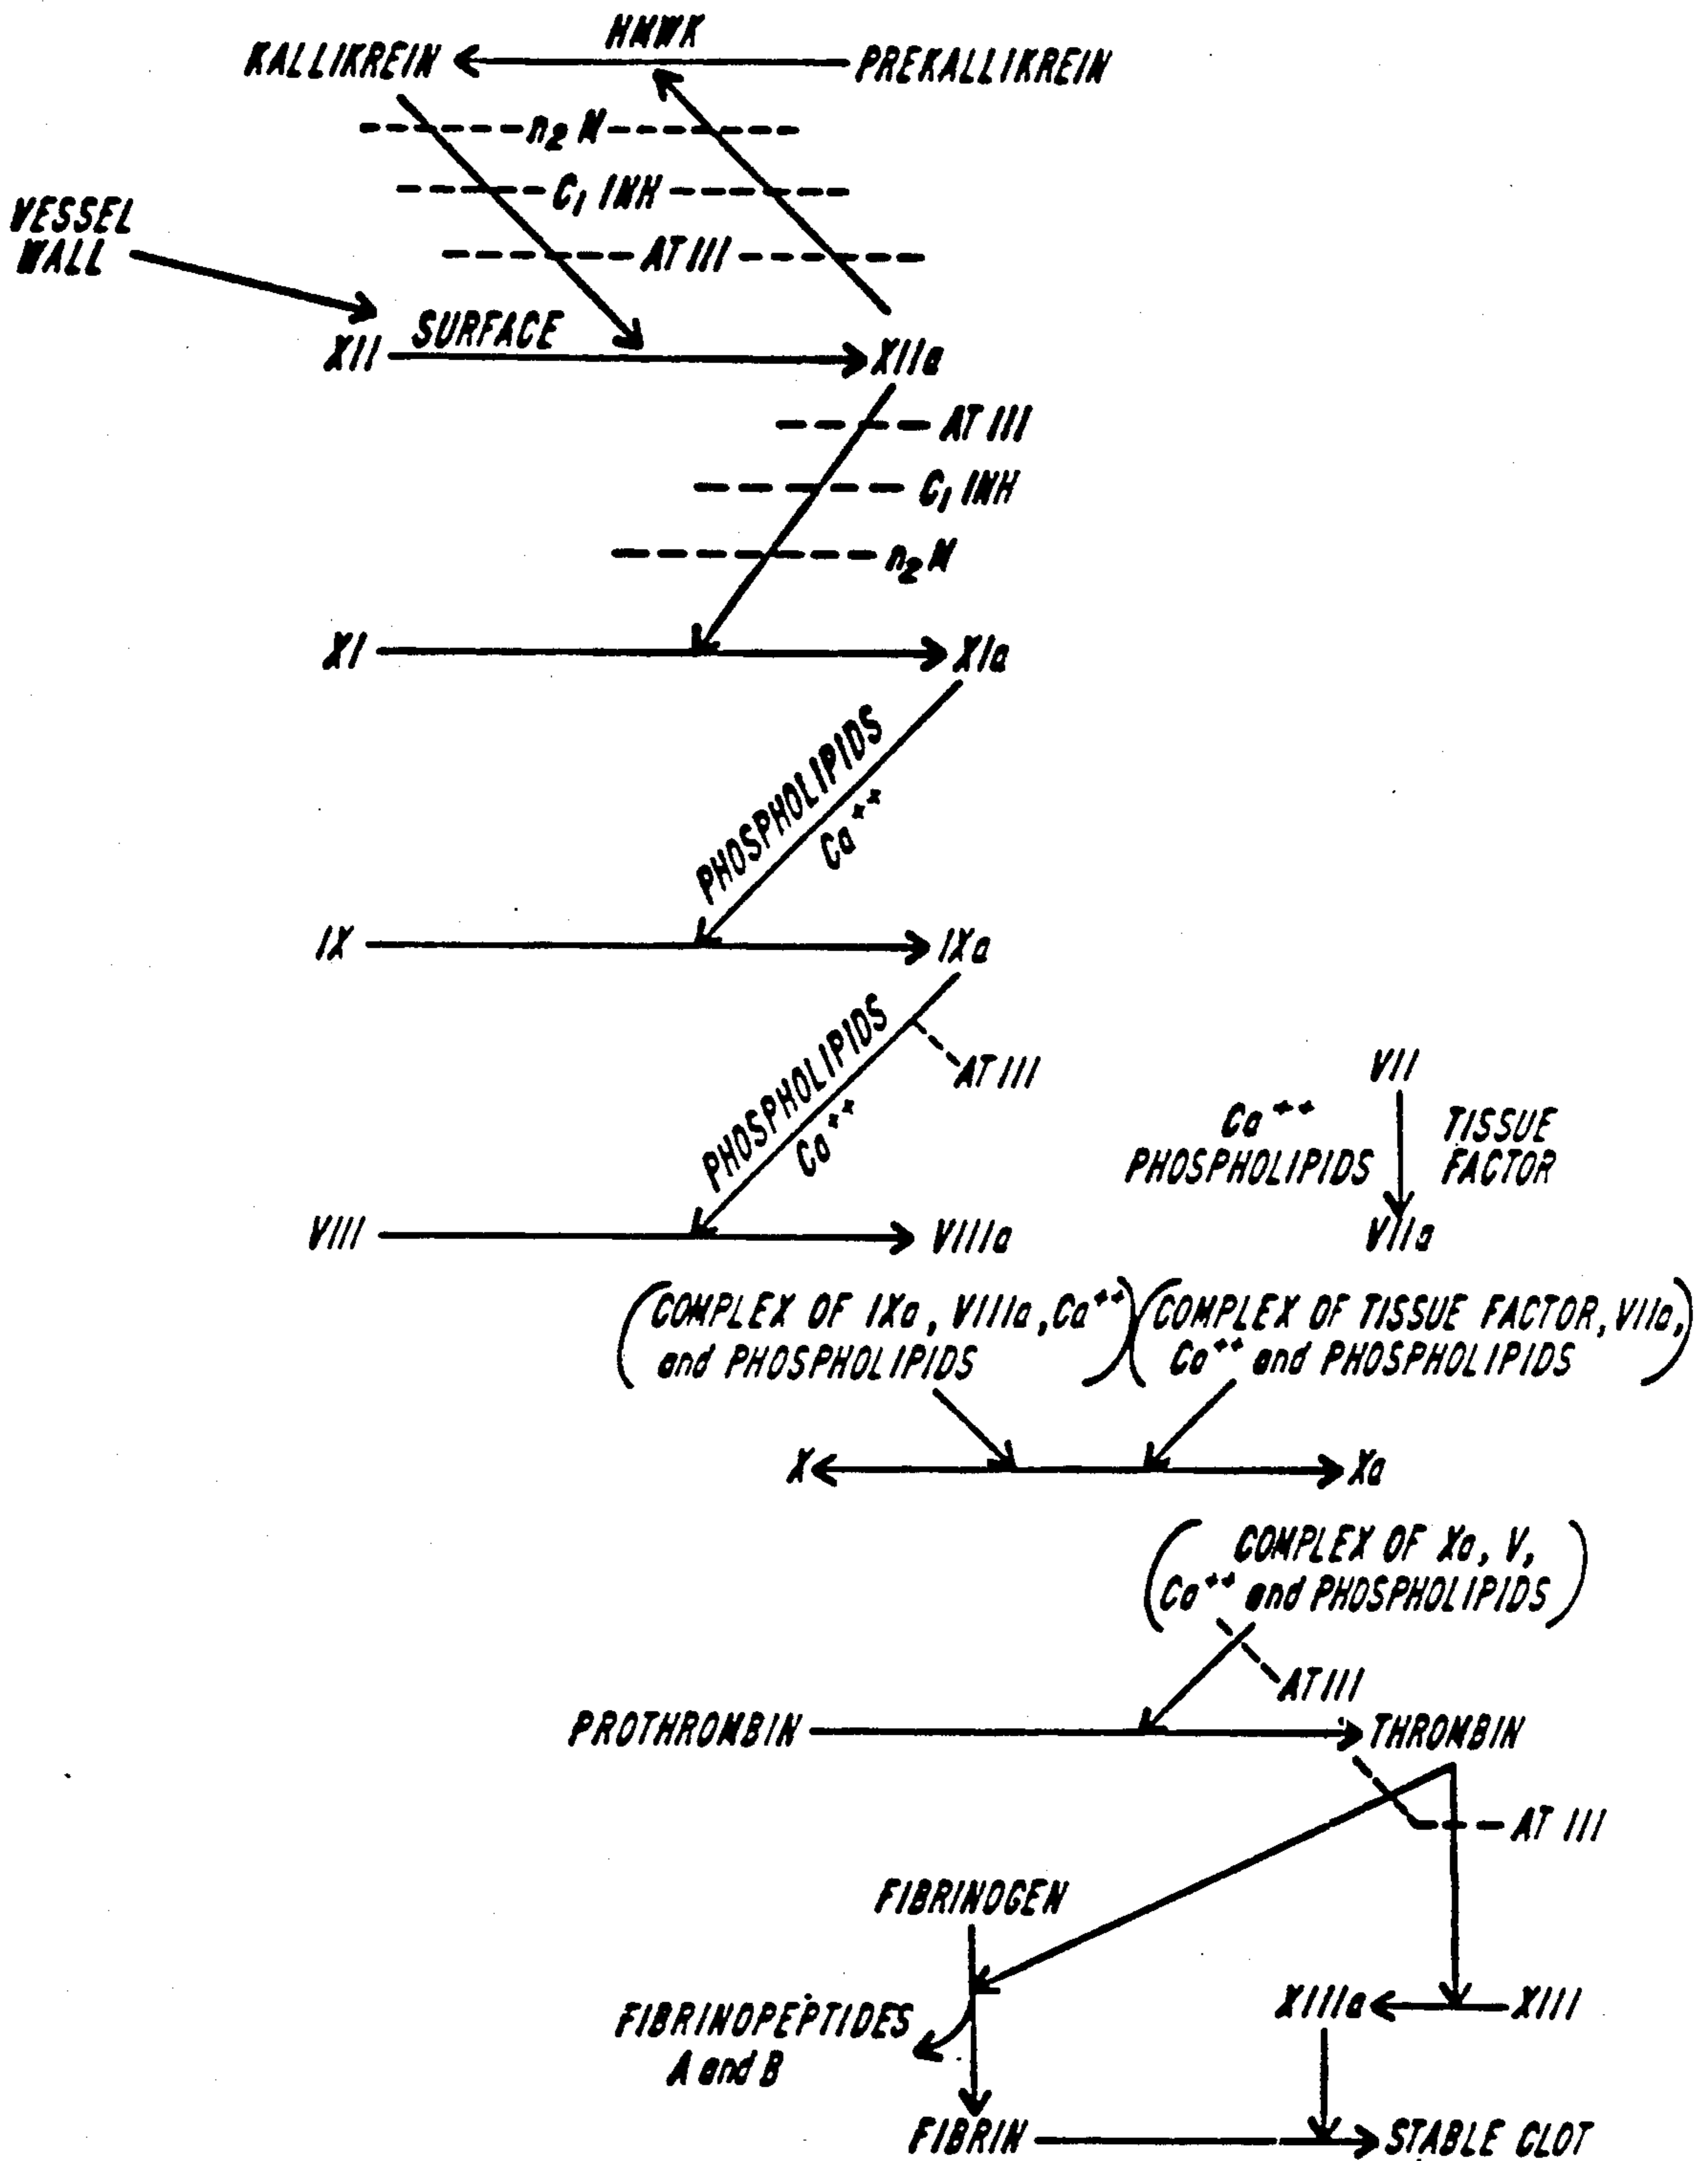 HMWK
KALLIKREIN
PREKALLIKREIN
n2 M
C1 INH
AT III
VESSEL
WALL
SURFACE
XII
XIIa
AT III
C1 INH
n2 M
XI
XIa
PHOSPHOLIPIDS
Ca++
IX
IXa
PHOSPHOLIPIDS
Ca++
AT III
VII
Ca++
PHOSPHOLIPIDS
TISSUE
FACTOR
VIII
VIIIa
VIIa
(COMPLEX OF IXa, VIIIa, Ca++
and PHOSPHOLIPIDS)
(COMPLEX OF TISSUE FACTOR, VIIa,
Ca++ and PHOSPHOLIPIDS)
X
Xa
(COMPLEX OF Xa, V,
Ca++ and PHOSPHOLIPIDS)
AT III
PROTHROMBIN
THROMBIN
AT III
FIBRINOGEN
FIBRINOPEPTIDES
A and B
XIIIa
XIII
FIBRIN
STABLE CLOT